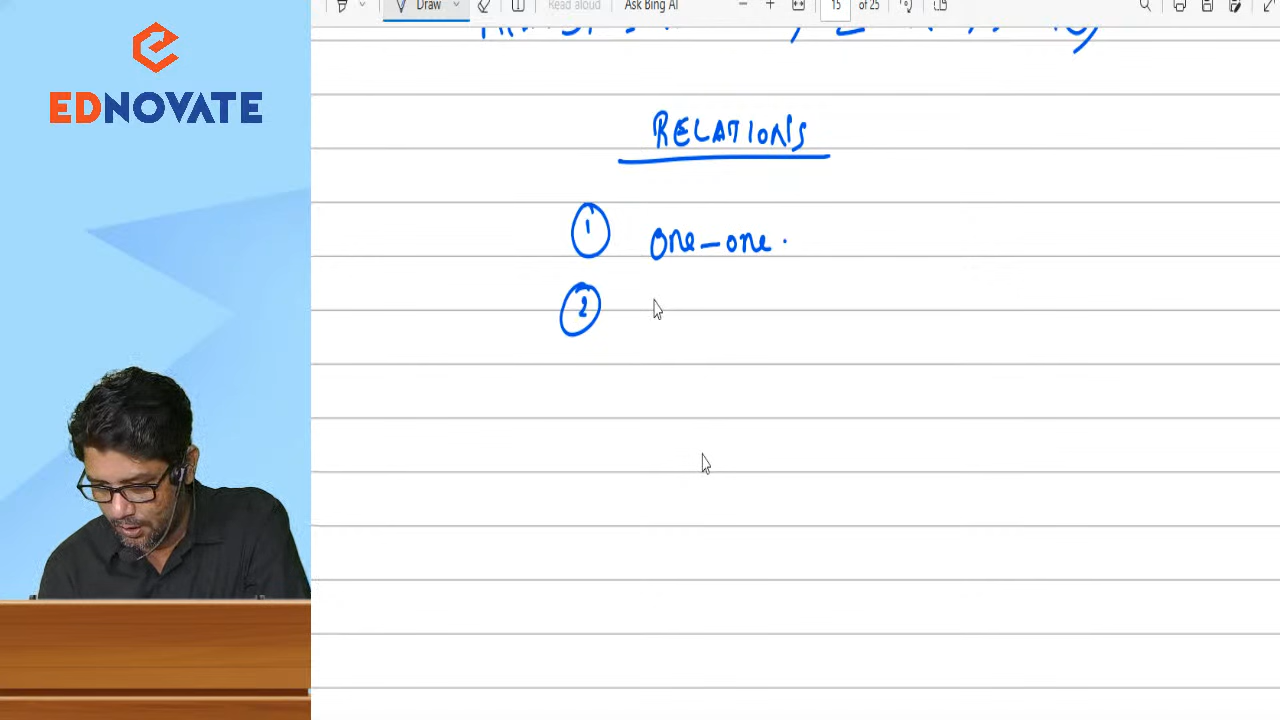 Draw
Read aloud
Ask Bing AI
15 of 25
EDNOVATE
RELATIONS
1 One-one.
2